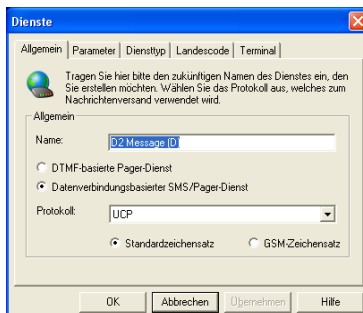 Dienste
Allgemein Parameter Diensttyp Landescode Terminal
Tragen Sie hier bitte den zukünftigen Namen des Dienstes ein, den
Sie erstellen möchten. Wählen Sie das Protokoll aus, welches zum
Nachrichtenversand verwendet wird.
Allgemein
Name: D2 Message (D)
DTMF-basierte Pager-Dienst
Datenverbindungsbasierter SMS/Pager-Dienst
Protokoll: UCP
Standardzeichensatz GSM-Zeichensatz
OK Abbrechen Übernehmen Hilfe